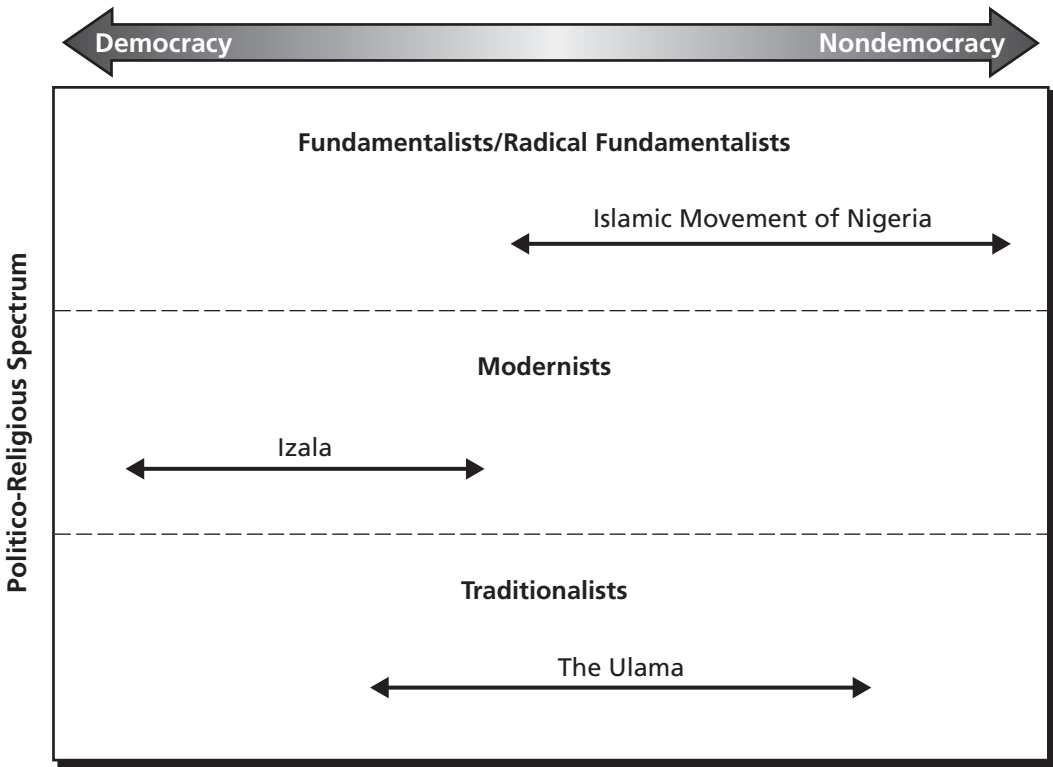 Democracy
Nondemocracy
Politico-Religious Spectrum
Fundamentalists/Radical Fundamentalists
Islamic Movement of Nigeria
Modernists
Izala
Traditionalists
The Ulama